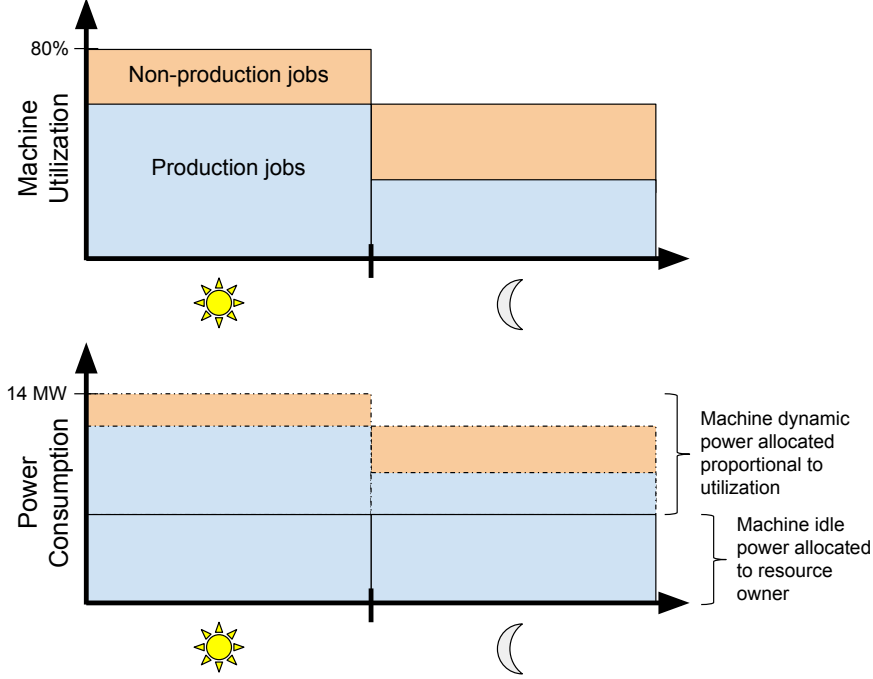 80%
Non-production jobs
Production jobs
Machine
Utilization
14 MW
Power
Consumption
Machine dynamic
power allocated
proportional to
utilization
Machine idle
power allocated
to resource
owner